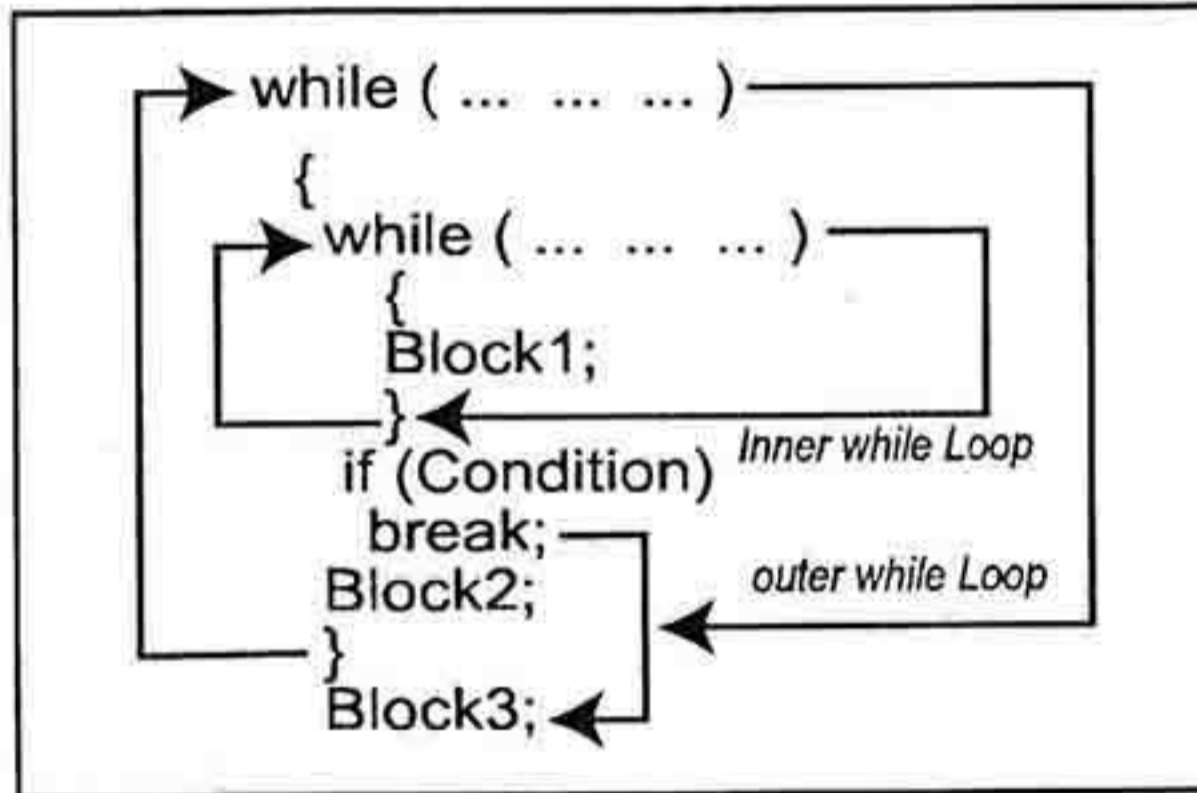 while ( ... ... ... )
{
while ( ... ... ... )
{
Block1;
}
Inner while Loop
if (Condition)
break;
outer while Loop
Block2;
}
Block3;